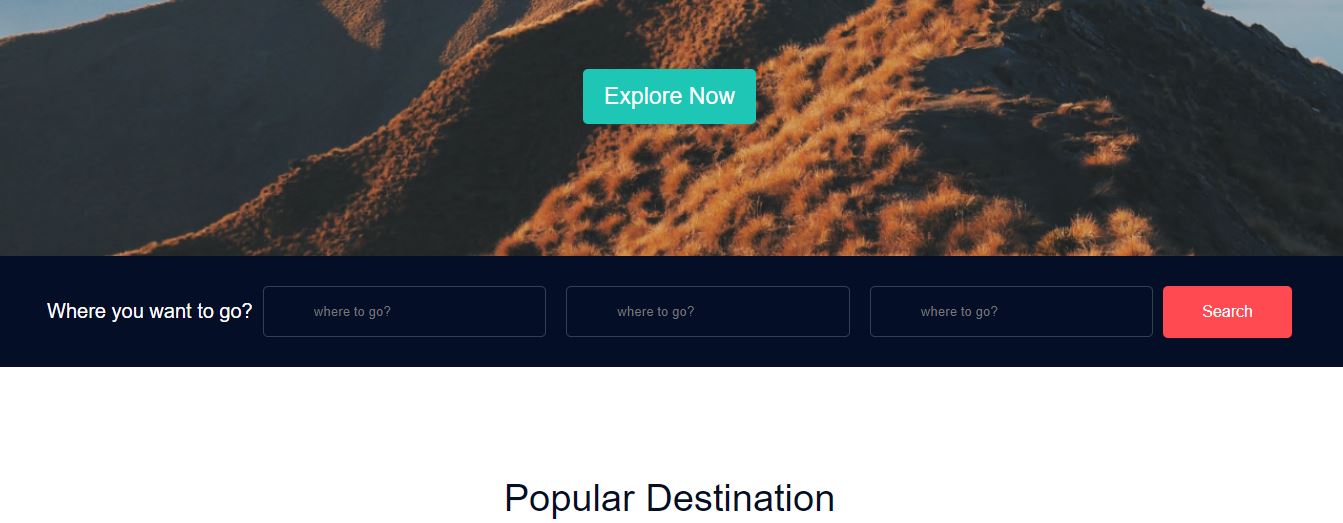 Explore Now
Where you want to go? where to go? where to go? where to go? Search
Popular Destination